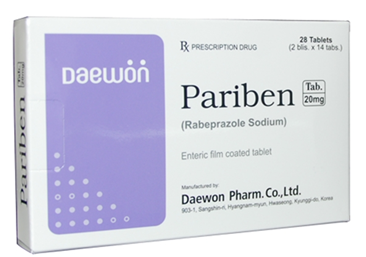 Daewon
℞ PRESCRIPTION DRUG
28 Tablets
(2 blis. x 14 tabs.)
Pariben Tab. 20mg
(Rabeprazole Sodium)
Enteric film coated tablet
Manufactured by
Daewon Pharm.Co.,Ltd.
903-1, Sangshin-ri, Hyangnam-myun, Hwaseong, Kyunggi-do, Korea